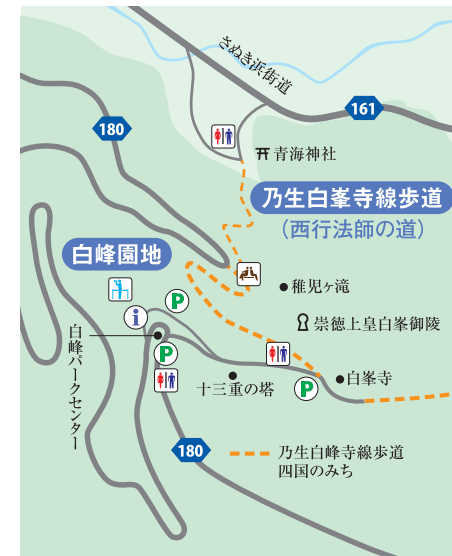 さぬき浜街道
161
180
青海神社
乃生白峯寺線歩道
(西行法師の道)
白峰園地
稚児ヶ滝
P
i
崇徳上皇白峯御陵
白峰パークセンター
P
十三重の塔
P
白峯寺
180
乃生白峰寺線歩道
四国のみち